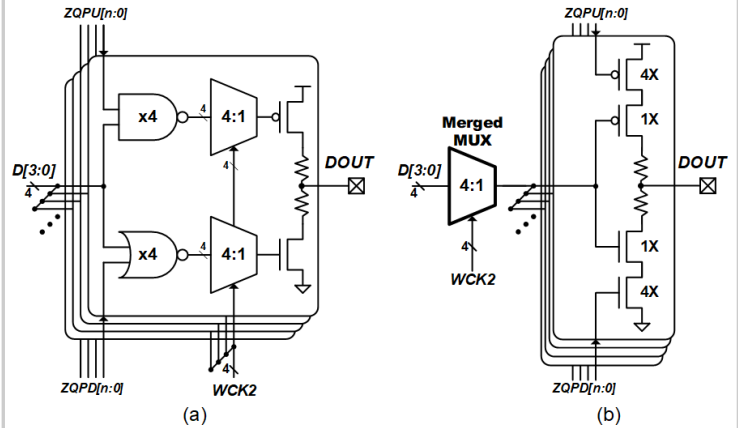 ZQPU[n:0]
x4
4
4:1
4
DOUT
D[3:0]
4
x4
4
4:1
4
ZQPD[n:0]
WCK2
(a)
ZQPU[n:0]
4X
1X
Merged
MUX
D[3:0]
4
4:1
4
WCK2
DOUT
1X
4X
ZQPD[n:0]
(b)